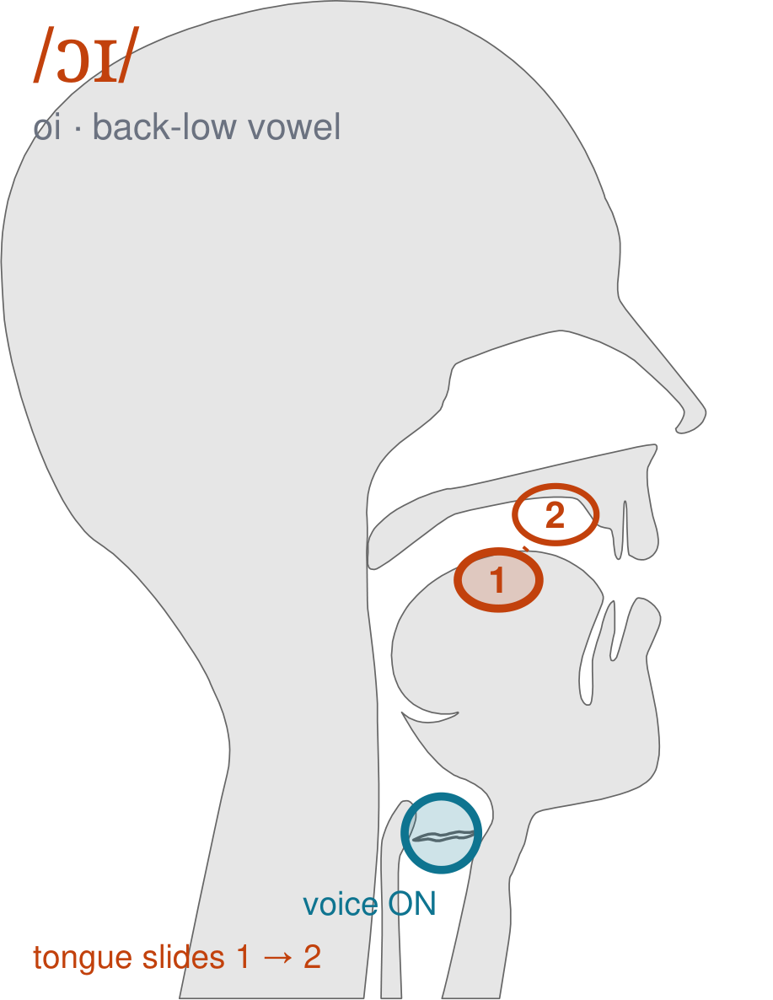 /ɔɪ/
oi · back-low vowel
2
1
voice ON
tongue slides 1 → 2